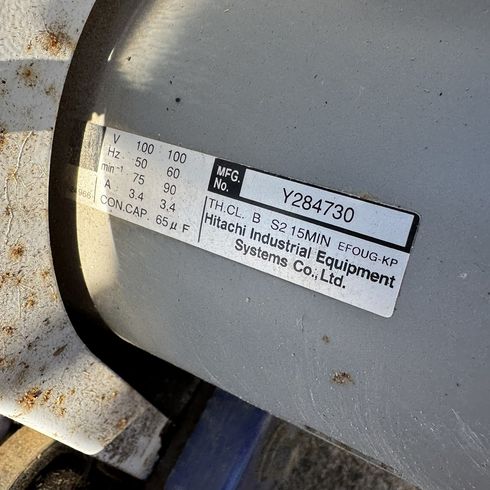 V 100 100
Hz 50 60
min⁻¹ 75 90
A 3.4 3.4
CON.CAP. 65μF
MFG. No. Y284730
TH.CL. B S2 15MIN EFOUG-KP
Hitachi Industrial Equipment
Systems Co., Ltd.